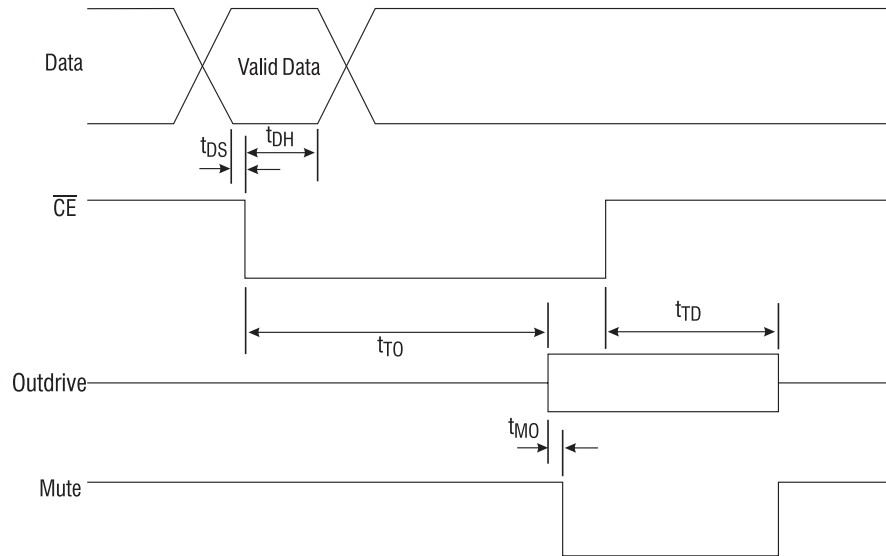 Data
Valid Data
tDS
tDH
CE
tTO
tTD
Outdrive
tMO
Mute